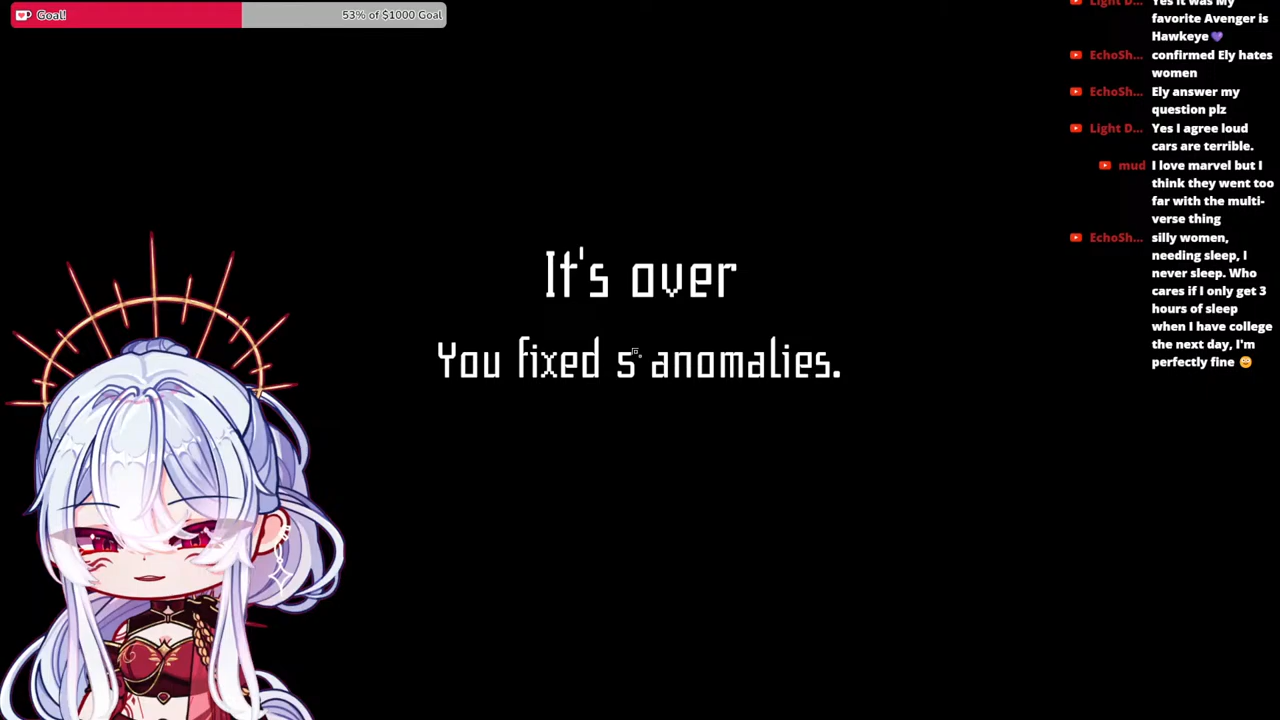 Goal!
53% of $1000 Goal
It's over
You fixed 5 anomalies.
Light D... Yes it was My
favorite Avenger is
Hawkeye💜
EchoSh... confirmed Ely hates
women
EchoSh... Ely answer my
question plz
Light D... Yes I agree loud
cars are terrible.
mud I love marvel but I
think they went too
far with the multi-
verse thing
EchoSh... silly women,
needing sleep, i
never sleep. Who
cares if I only get 3
hours of sleep
when I have college
the next day, I'm
perfectly fine 😄